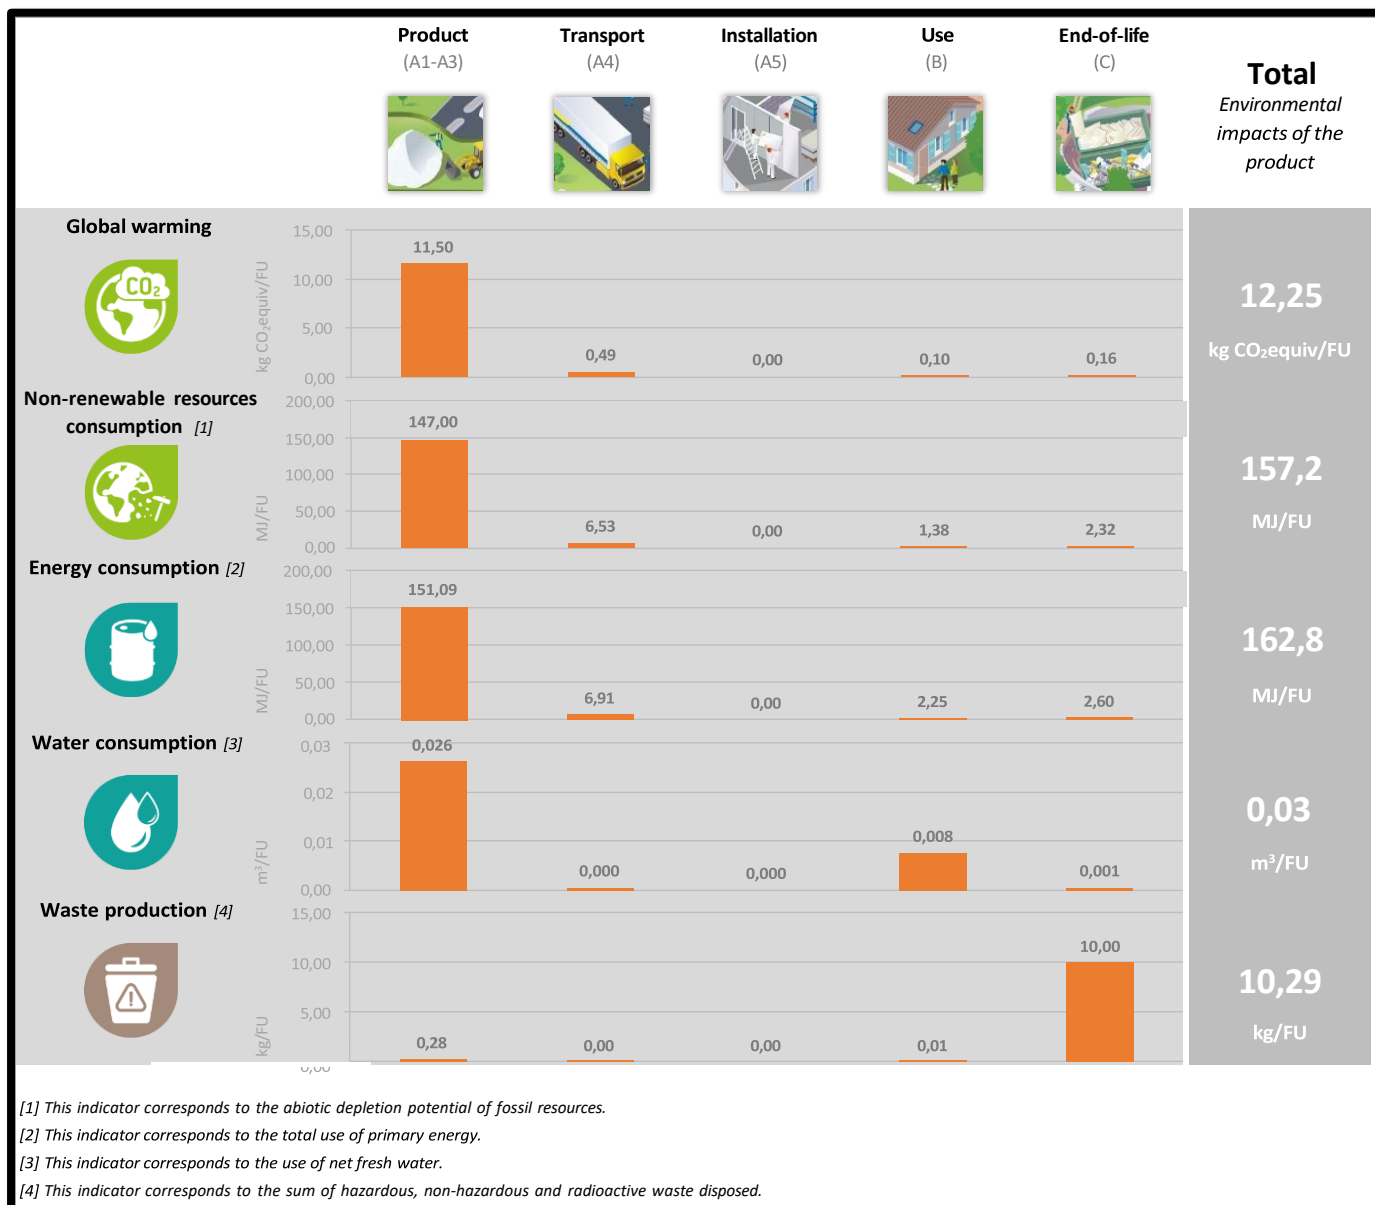 Product
(A1-A3)
Transport
(A4)
Installation
(A5)
Use
(B)
End-of-life
(C)
Total
Environmental
impacts of the
product
Global warming
CO₂
kg CO₂equiv/FU
15,00
10,00
5,00
0,00
11,50
0,49
0,00
0,10
0,16
12,25
kg CO₂equiv/FU
Non-renewable resources
consumption [1]
MJ/FU
200,00
150,00
100,00
50,00
0,00
147,00
6,53
0,00
1,38
2,32
157,2
MJ/FU
Energy consumption [2]
MJ/FU
200,00
150,00
100,00
50,00
0,00
151,09
6,91
0,00
2,25
2,60
162,8
MJ/FU
Water consumption [3]
m³/FU
0,03
0,02
0,01
0,00
0,026
0,000
0,000
0,008
0,001
0,03
m³/FU
Waste production [4]
kg/FU
15,00
10,00
5,00
0,00
0,28
0,00
0,00
0,01
10,00
10,29
kg/FU
[1] This indicator corresponds to the abiotic depletion potential of fossil resources.
[2] This indicator corresponds to the total use of primary energy.
[3] This indicator corresponds to the use of net fresh water.
[4] This indicator corresponds to the sum of hazardous, non-hazardous and radioactive waste disposed.